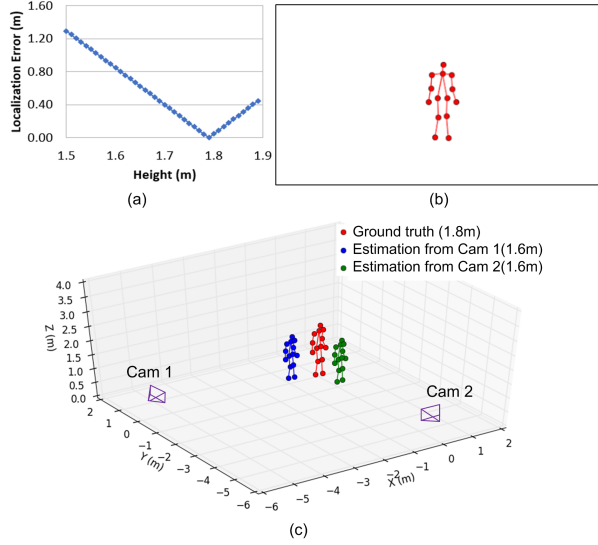 1.60
1.20
0.80
0.40
0.00
Localization Error (m)
1.5 1.6 1.7 1.8 1.9
Height (m)
(a)
(b)
Ground truth (1.8m)
Estimation from Cam 1(1.6m)
Estimation from Cam 2(1.6m)
4.0
3.5
3.0
2.5
2.0
1.5
1.0
0.5
0.0
Z (m)
Cam 1
Cam 2
2
1
0
−1
−2
−3
−4
−5
−6
Y (m)
−6 −5 −4 −3 −2 −1 0 1 2
X (m)
(c)